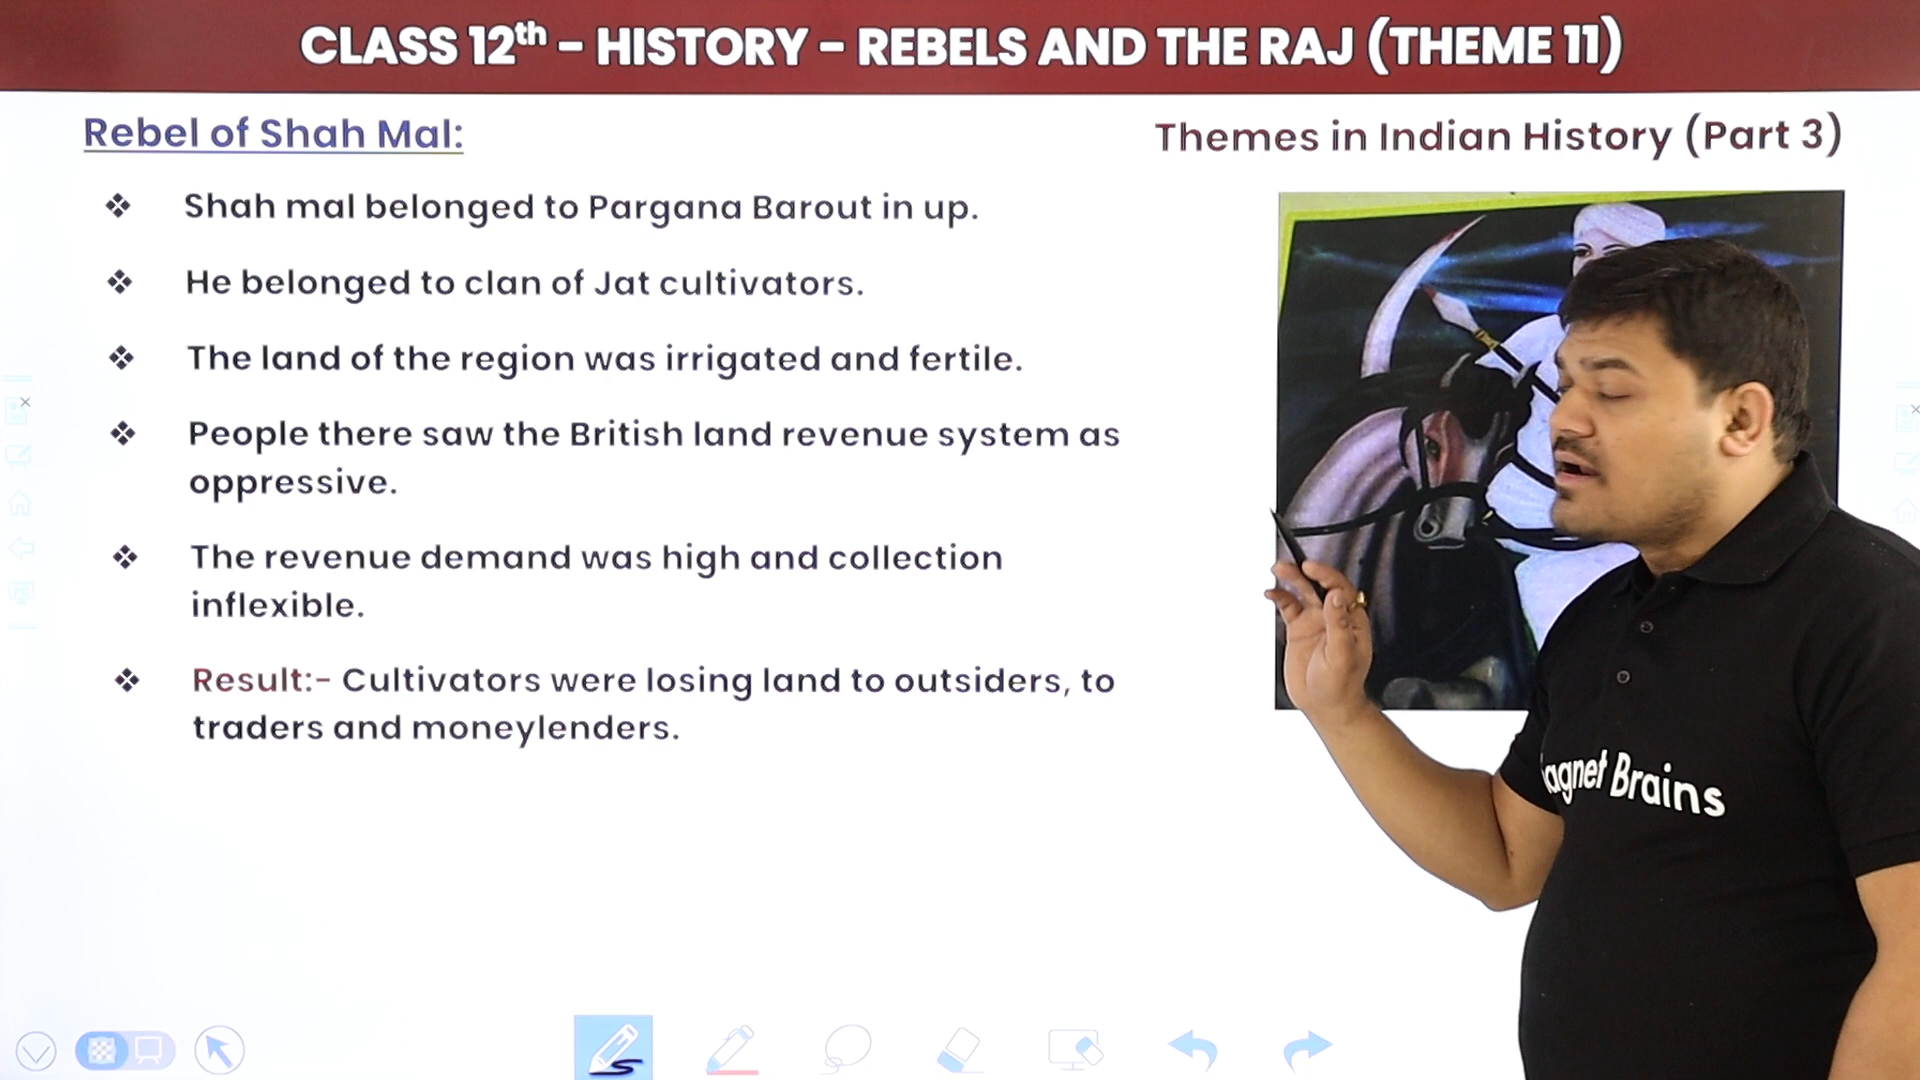 CLASS 12th – HISTORY – REBELS AND THE RAJ (THEME 11)
Rebel of Shah Mal:
Themes in Indian History (Part 3)
❖ Shah mal belonged to Pargana Barout in up.
❖ He belonged to clan of Jat cultivators.
❖ The land of the region was irrigated and fertile.
❖ People there saw the British land revenue system as
oppressive.
❖ The revenue demand was high and collection
inflexible.
❖ Result:- Cultivators were losing land to outsiders, to
traders and moneylenders.
agnet Brains